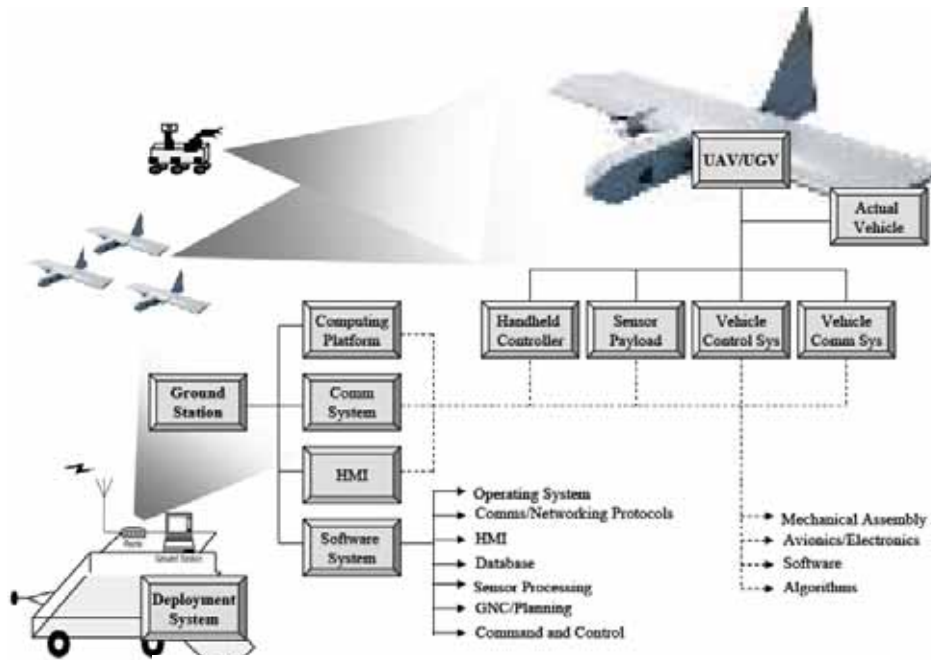 UAV/UGV
Actual
Vehicle
Computing
Platform
Handheld
Controller
Sensor
Payload
Vehicle
Control Sys
Vehicle
Comm Sys
Ground
Station
Comm
System
HMI
Software
System
Operating System
Comms/Networking Protocols
HMI
Database
Sensor Processing
GNC/Planning
Command and Control
Mechanical Assembly
Avionics/Electronics
Software
Algorithms
Deployment
System